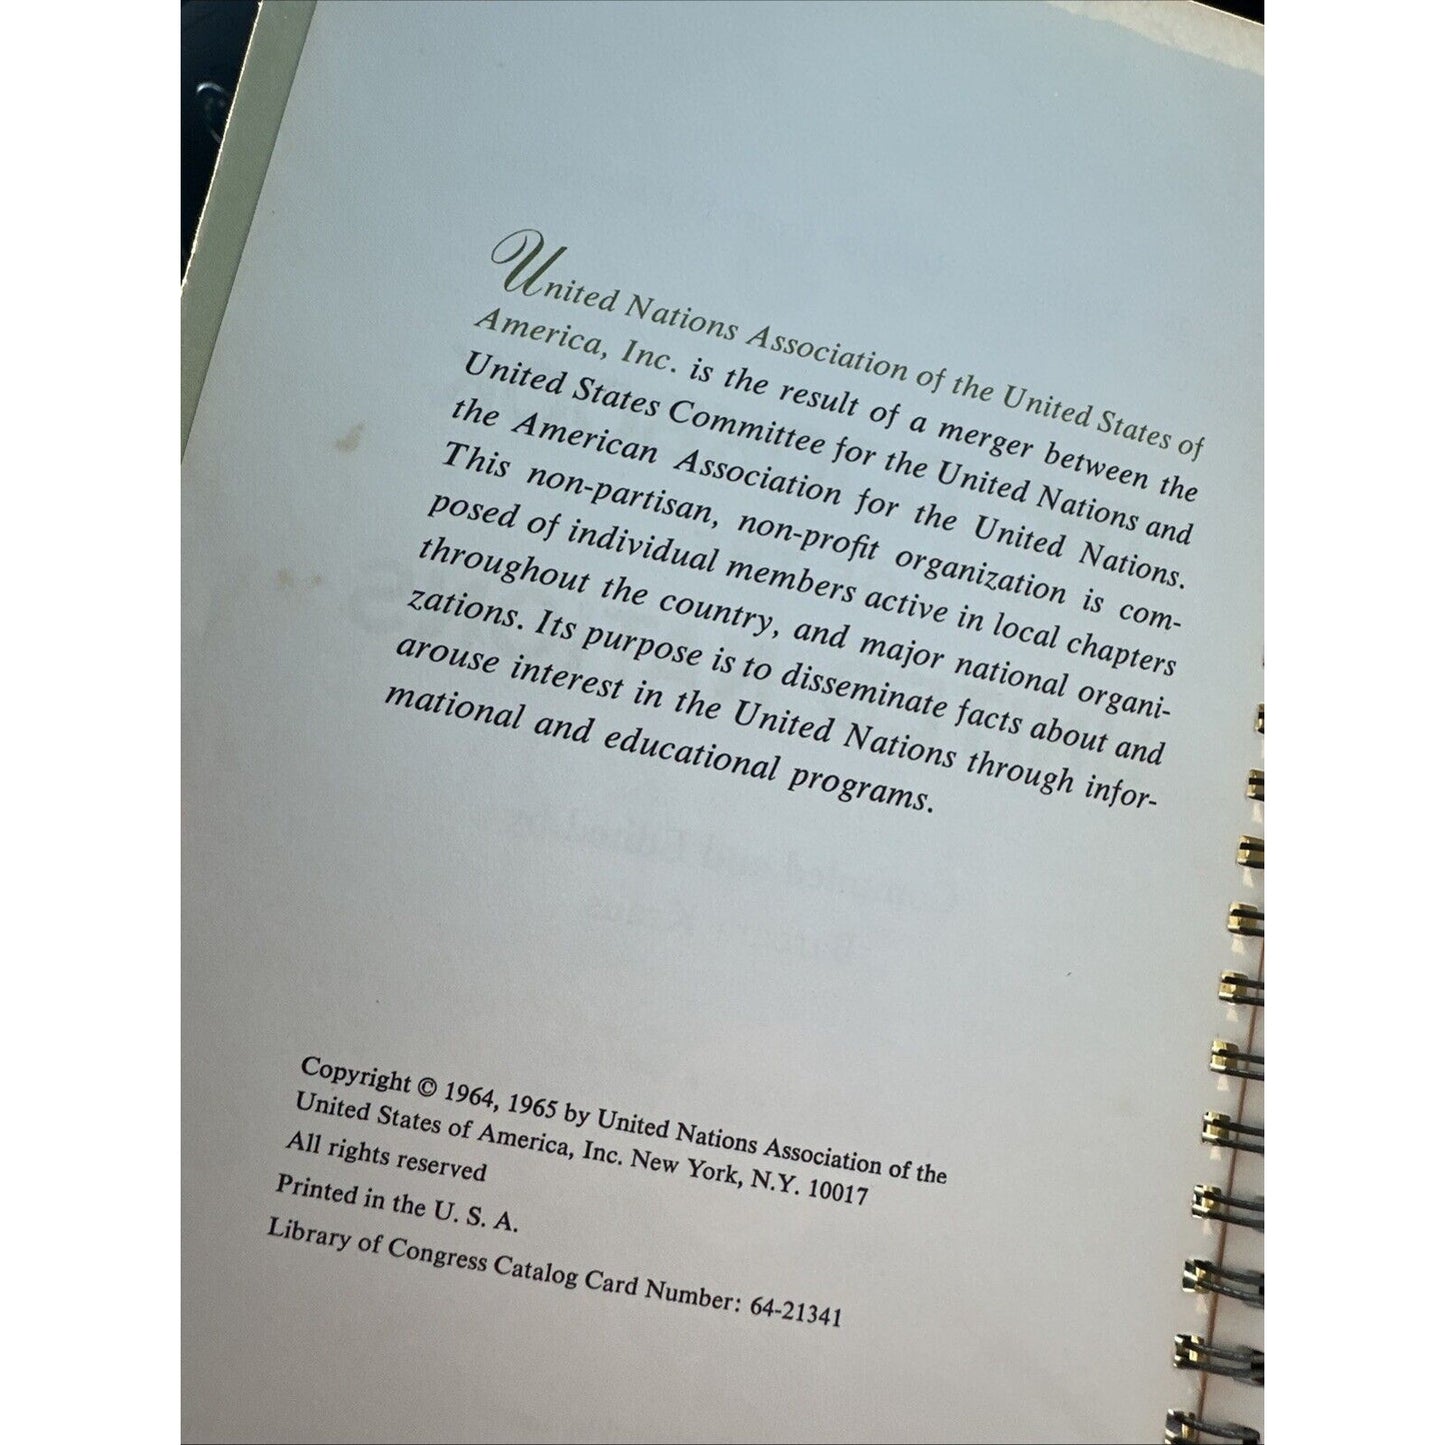 United Nations Association of the United States of
America, Inc. is the result of a merger between the
United States Committee for the United Nations and
the American Association for the United Nations.
This non-partisan, non-profit organization is com-
posed of individual members active in local chapters
throughout the country, and major national organi-
zations. Its purpose is to disseminate facts about and
arouse interest in the United Nations through infor-
mational and educational programs.
Copyright © 1964, 1965 by United Nations Association of the
United States of America, Inc. New York, N.Y. 10017
All rights reserved
Printed in the U. S. A.
Library of Congress Catalog Card Number: 64-21341